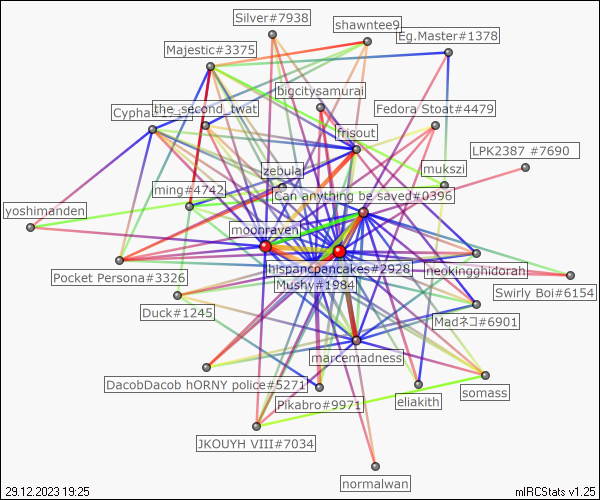 Silver#7938
shawntee9
Eg.Master#1378
Majestic#3375
bigcitysamurai
the_second_twat
Fedora Stoat#4479
frisout
LPK2387 #7690
zebula
mukszi
ming#4742
Can anything be saved#0396
yoshimanden
moonraven
hispancpancakes#2928
neokingghidorah
Pocket Persona#3326
Mushy#1984
Swirly Boi#6154
Duck#1245
Madネコ#6901
marcemadness
DacobDacob hORNY police#5271
eliakith
somass
Pikabro#9971
JKOUYH VIII#7034
normalwan
29.12.2023 19:25
mIRCStats v1.25